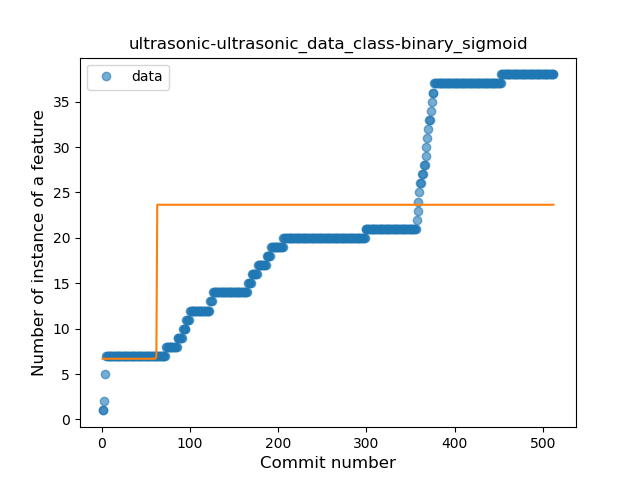 ultrasonic-ultrasonic_data_class-binary_sigmoid
data
Number of instance of a feature
35
30
25
20
15
10
5
0
0 100 200 300 400 500
Commit number